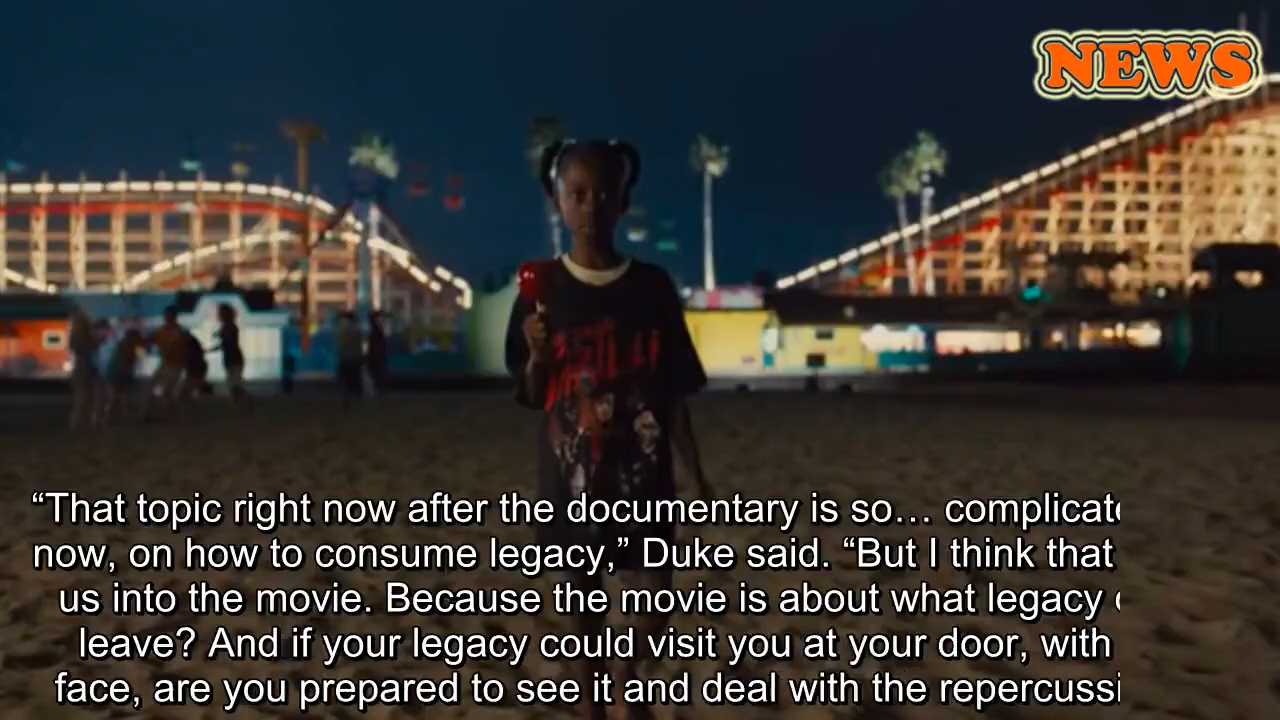 NEWS
“That topic right now after the documentary is so… complicate
now, on how to consume legacy,” Duke said. “But I think that
us into the movie. Because the movie is about what legacy
leave? And if your legacy could visit you at your door, with
face, are you prepared to see it and deal with the repercussi